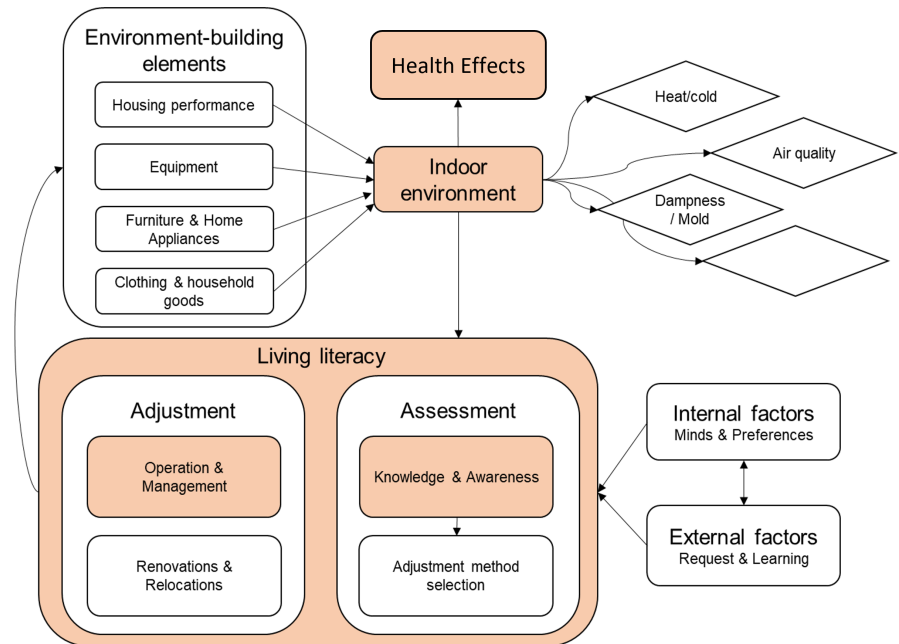 Environment-building
elements
Housing performance
Equipment
Furniture & Home
Appliances
Clothing & household
goods
Health Effects
Indoor
environment
Heat/cold
Air quality
Dampness
/ Mold
Living literacy
Adjustment
Operation &
Management
Renovations &
Relocations
Assessment
Knowledge & Awareness
Adjustment method
selection
Internal factors
Minds & Preferences
External factors
Request & Learning